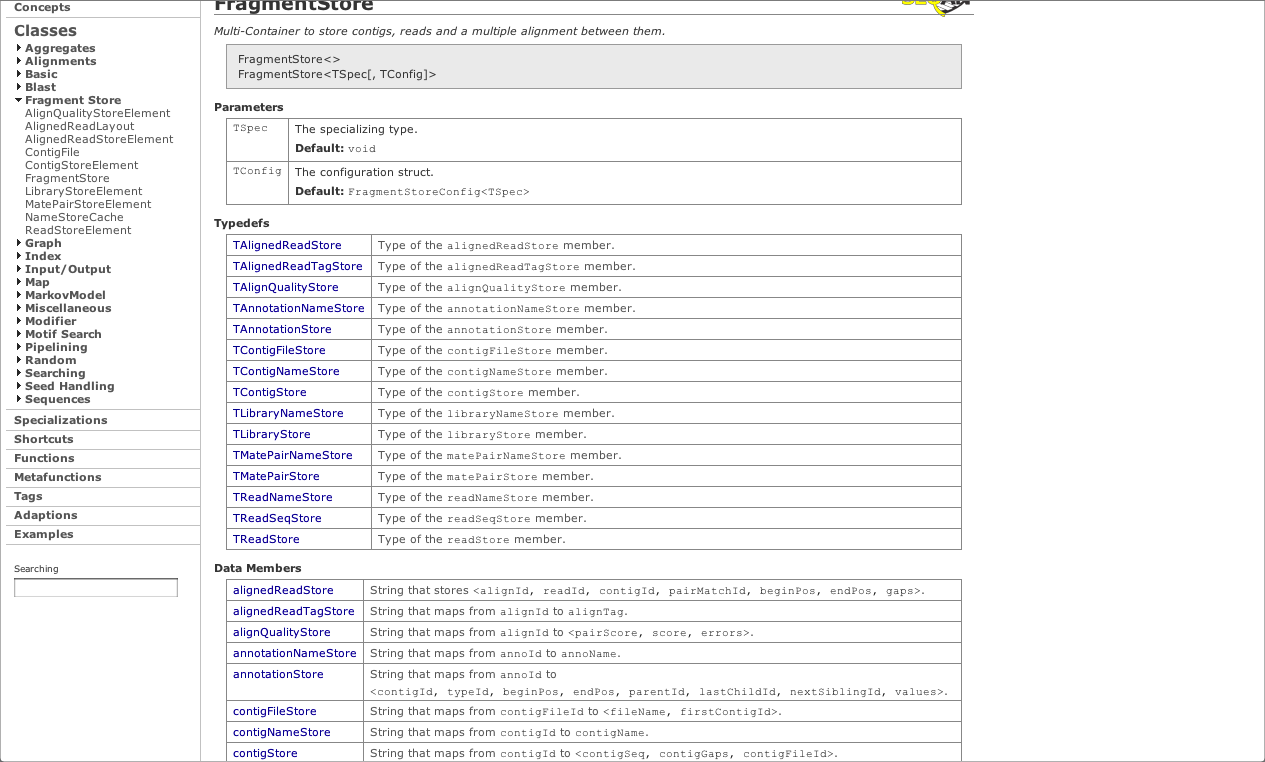 Concepts
Classes
Aggregates
Alignments
Basic
Blast
Fragment Store
AlignQualityStoreElement
AlignedReadLayout
AlignedReadStoreElement
ContigFile
ContigStoreElement
FragmentStore
LibraryStoreElement
MatePairStoreElement
NameStoreCache
ReadStoreElement
Graph
Index
Input/Output
Map
MarkovModel
Miscellaneous
Modifier
Motif Search
Pipelining
Random
Searching
Seed Handling
Sequences
Specializations
Shortcuts
Functions
Metafunctions
Tags
Adaptions
Examples
Searching
FragmentStore
Multi-Container to store contigs, reads and a multiple alignment between them.
FragmentStore<>
FragmentStore<TSpec[, TConfig]>
Parameters
TSpec The specializing type.
Default: void
TConfig The configuration struct.
Default: FragmentStoreConfig<TSpec>
Typedefs
TAlignedReadStore Type of the alignedReadStore member.
TAlignedReadTagStore Type of the alignedReadTagStore member.
TAlignQualityStore Type of the alignQualityStore member.
TAnnotationNameStore Type of the annotationNameStore member.
TAnnotationStore Type of the annotationStore member.
TContigFileStore Type of the contigFileStore member.
TContigNameStore Type of the contigNameStore member.
TContigStore Type of the contigStore member.
TLibraryNameStore Type of the libraryNameStore member.
TLibraryStore Type of the libraryStore member.
TMatePairNameStore Type of the matePairNameStore member.
TMatePairStore Type of the matePairStore member.
TReadNameStore Type of the readNameStore member.
TReadSeqStore Type of the readSeqStore member.
TReadStore Type of the readStore member.
Data Members
alignedReadStore String that stores <alignId, readId, contigId, pairMatchId, beginPos, endPos, gaps>.
alignedReadTagStore String that maps from alignId to alignTag.
alignQualityStore String that maps from alignId to <pairScore, score, errors>.
annotationNameStore String that maps from annoId to annoName.
annotationStore String that maps from annoId to
<contigId, typeId, beginPos, endPos, parentId, lastChildId, nextSiblingId, values>.
contigFileStore String that maps from contigFileId to <fileName, firstContigId>.
contigNameStore String that maps from contigId to contigName.
contigStore String that maps from contigId to <contigSeq, contigGaps, contigFileId>.